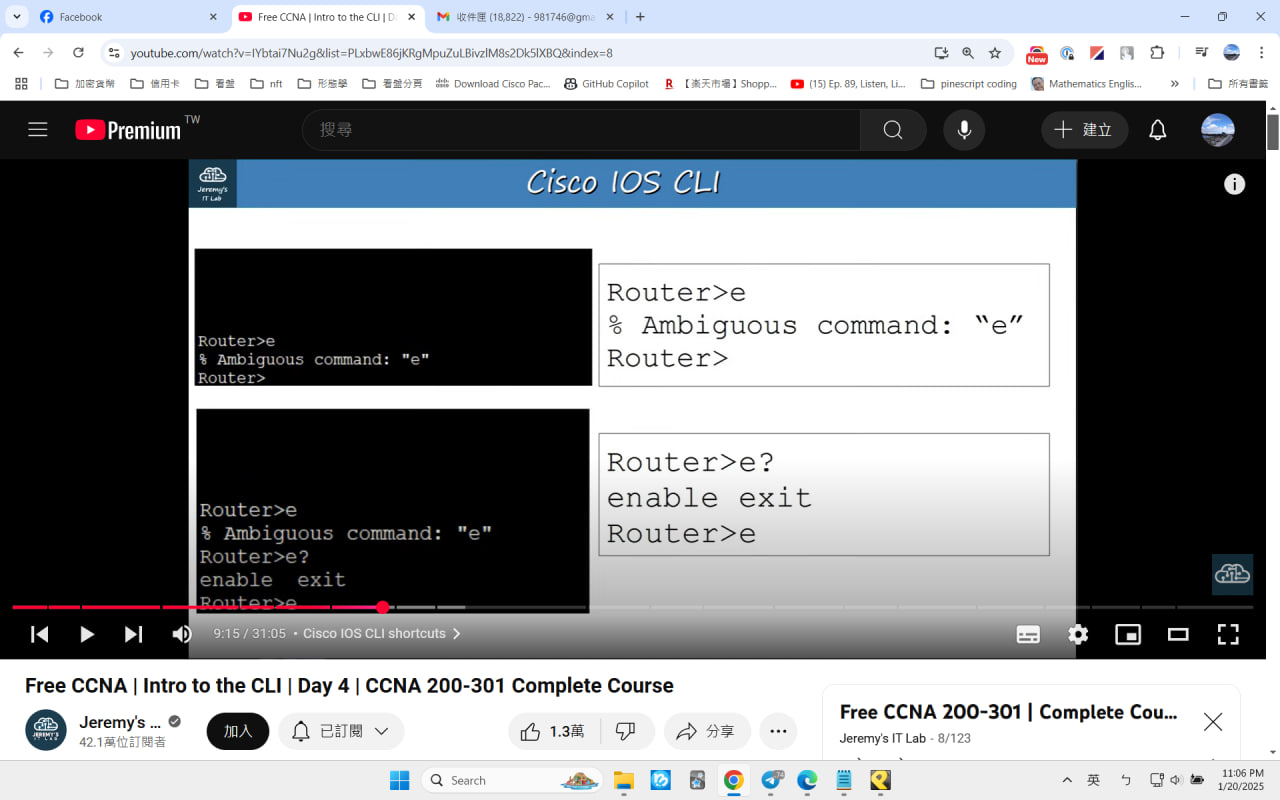 Facebook
Free CCNA | Intro to the CLI | D
收件匣 (18,822) - 981746@gma
youtube.com/watch?v=IYbtai7Nu2g&list=PLxbwE86jKRgMpuZuLBivzlM8s2Dk5lXBQ&index=8
New
加密貨幣
信用卡
看盤
nft
形態學
看盤分頁
Download Cisco Pac...
GitHub Copilot
【楽天市場】Shopp...
(15) Ep. 89, Listen, Li...
pinescript coding
Mathematics Englis...
所有書籤
Premium TW
搜尋
建立
Jeremy's
IT Lab
Cisco IOS CLI
Router>e
% Ambiguous command: "e"
Router>
Router>e
% Ambiguous command: “e”
Router>
Router>e
% Ambiguous command: "e"
Router>e?
enable  exit
Router>e
Router>e?
enable exit
Router>e
9:15 / 31:05 • Cisco IOS CLI shortcuts
Free CCNA | Intro to the CLI | Day 4 | CCNA 200-301 Complete Course
JEREMY'S
IT LAB
Jeremy's ...
42.1萬位訂閱者
加入
已訂閱
1.3萬
分享
Free CCNA 200-301 | Complete Cou...
Jeremy's IT Lab - 8/123
Search
74
英
ㄅ
11:06 PM
1/20/2025